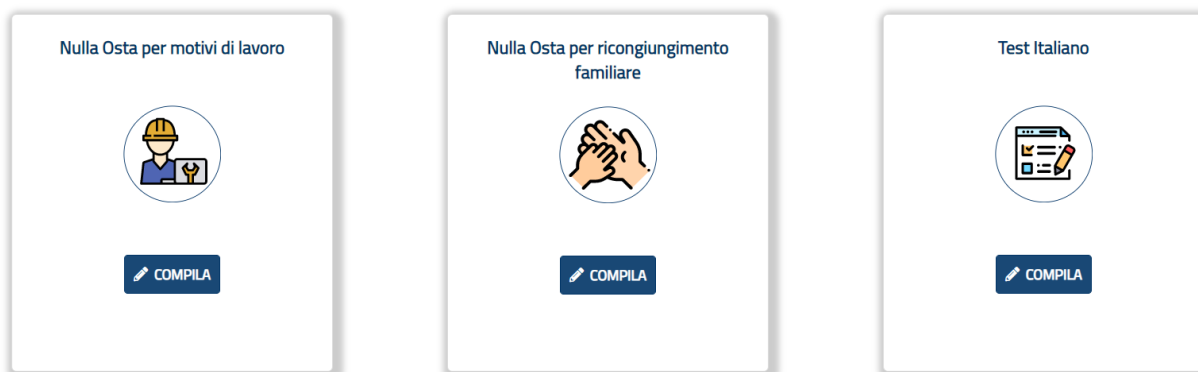 Nulla Osta per motivi di lavoro
COMPILA
Nulla Osta per ricongiungimento
familiare
COMPILA
Test Italiano
COMPILA